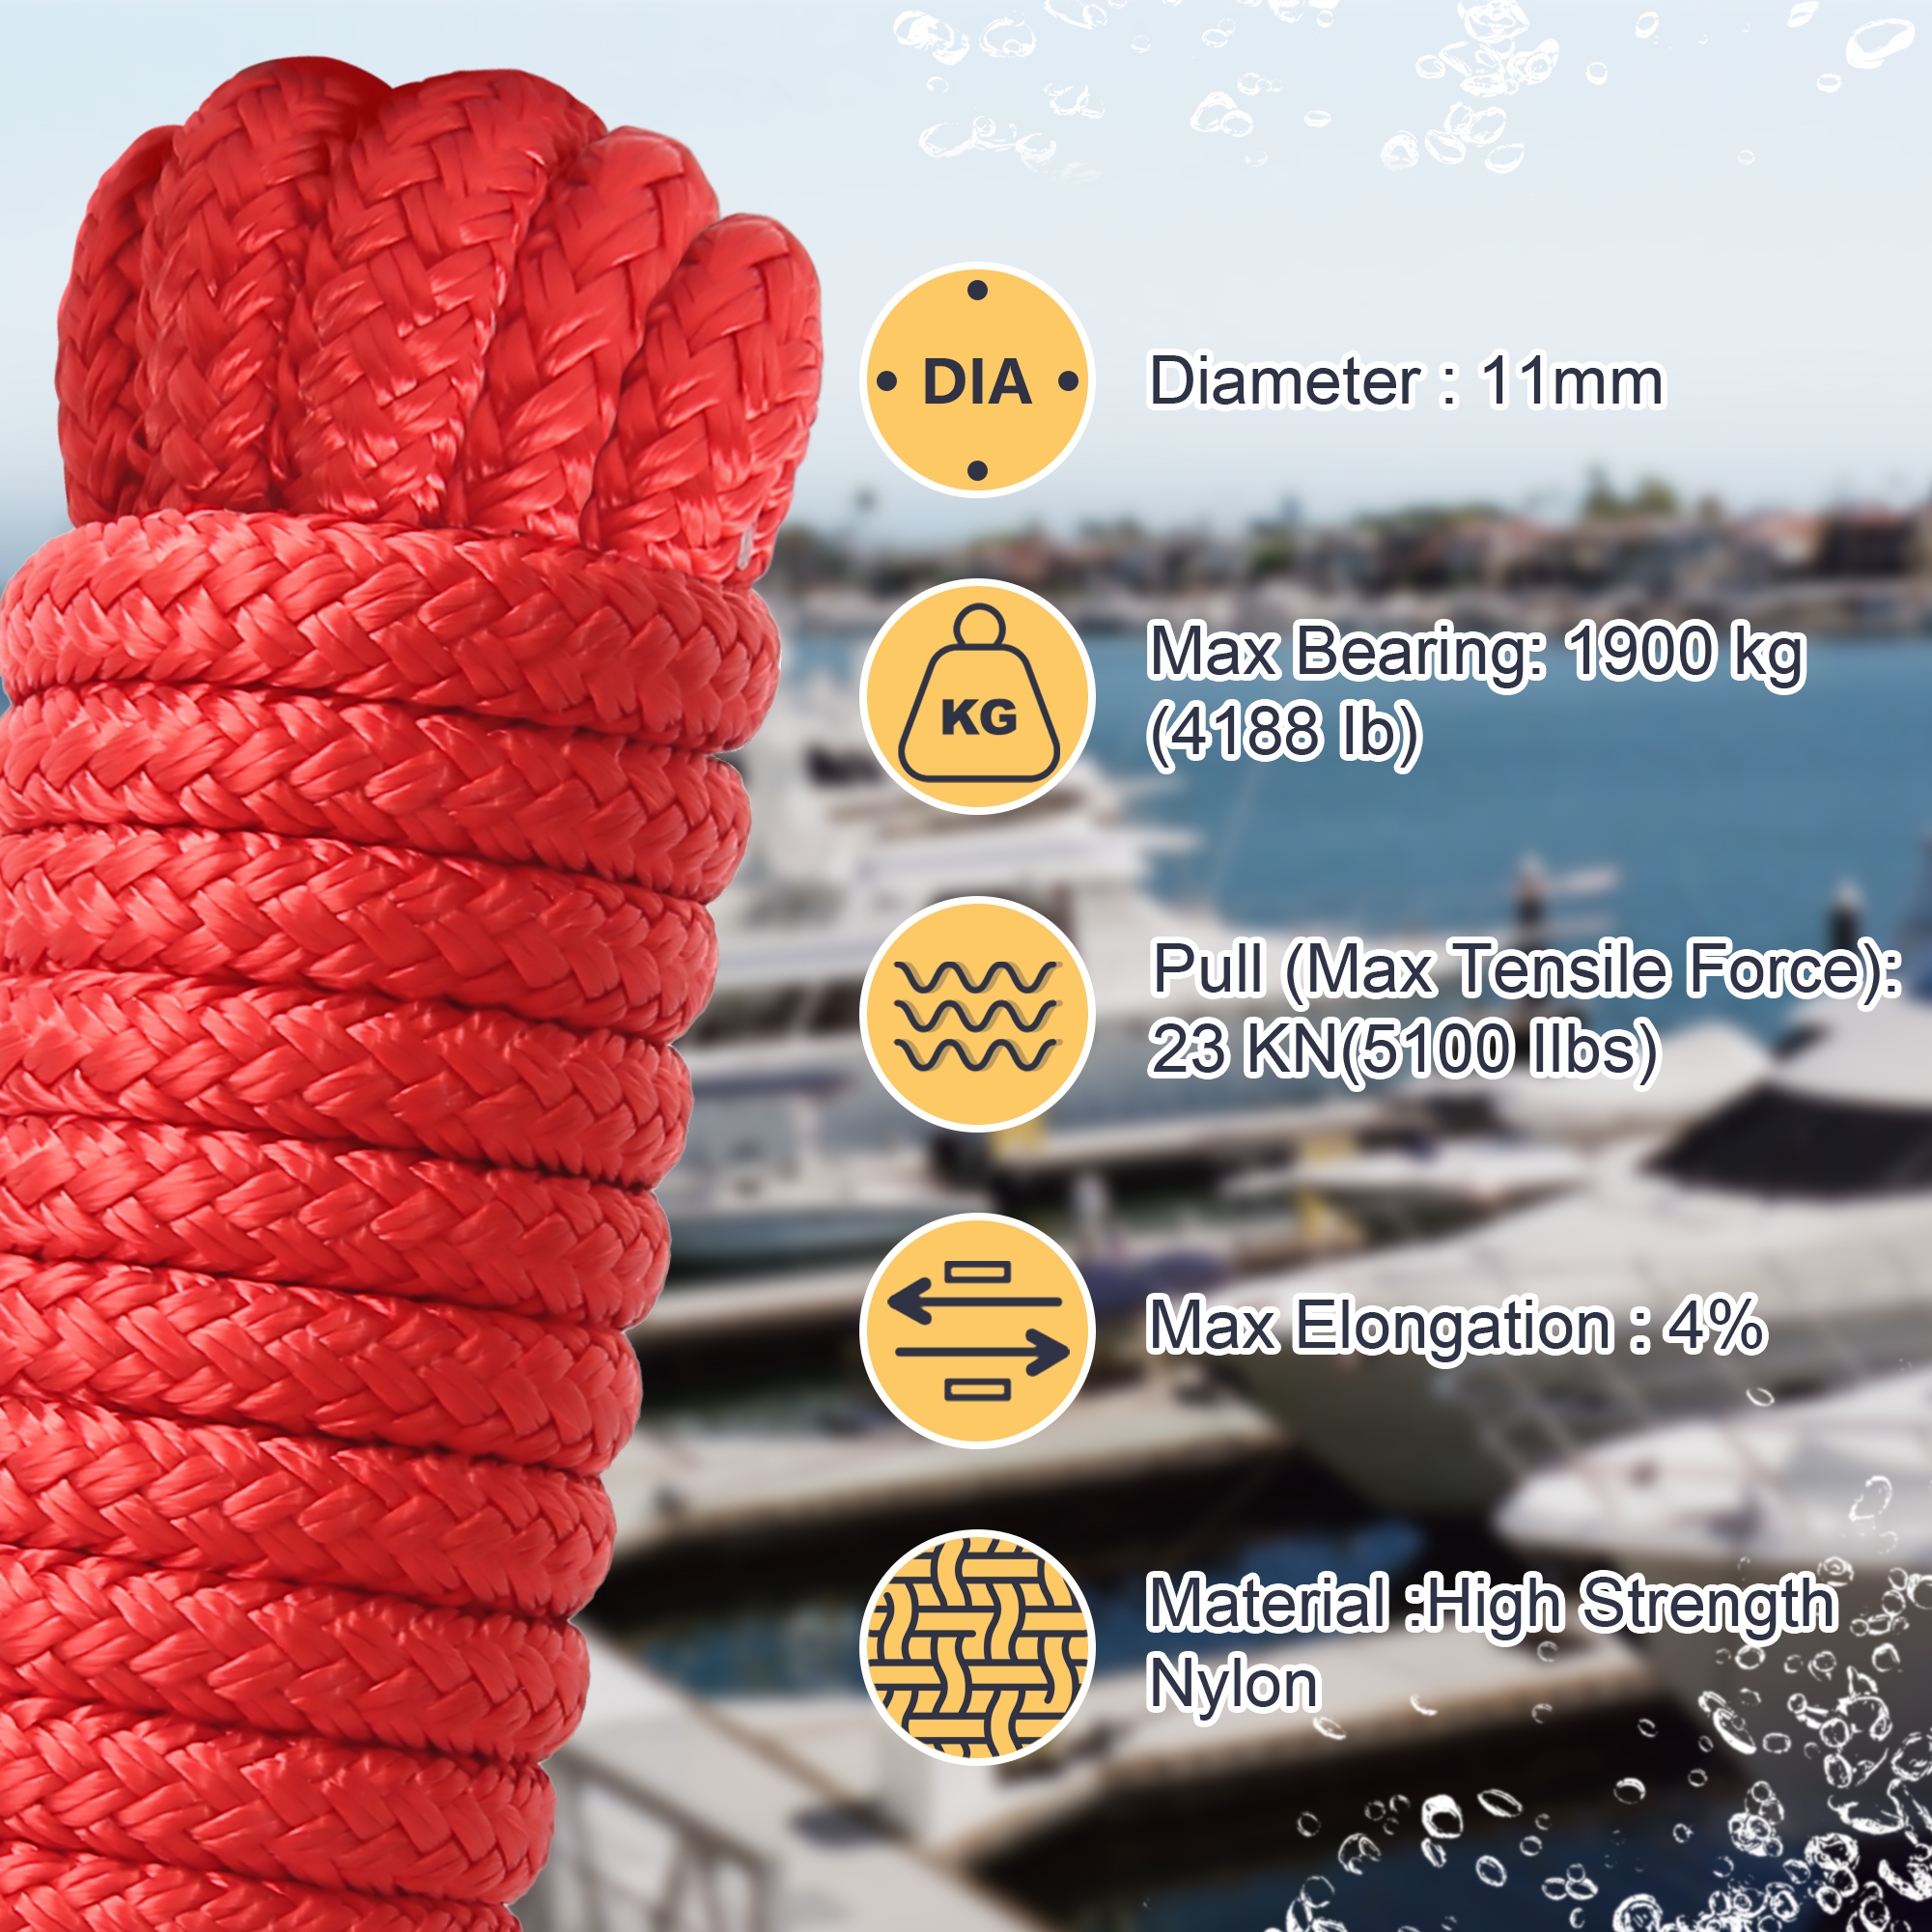 DIA
Diameter : 11mm
KG
Max Bearing: 1900 kg
(4188 lb)
Pull (Max Tensile Force):
23 KN(5100 llbs)
Max Elongation : 4%
Material :High Strength
Nylon